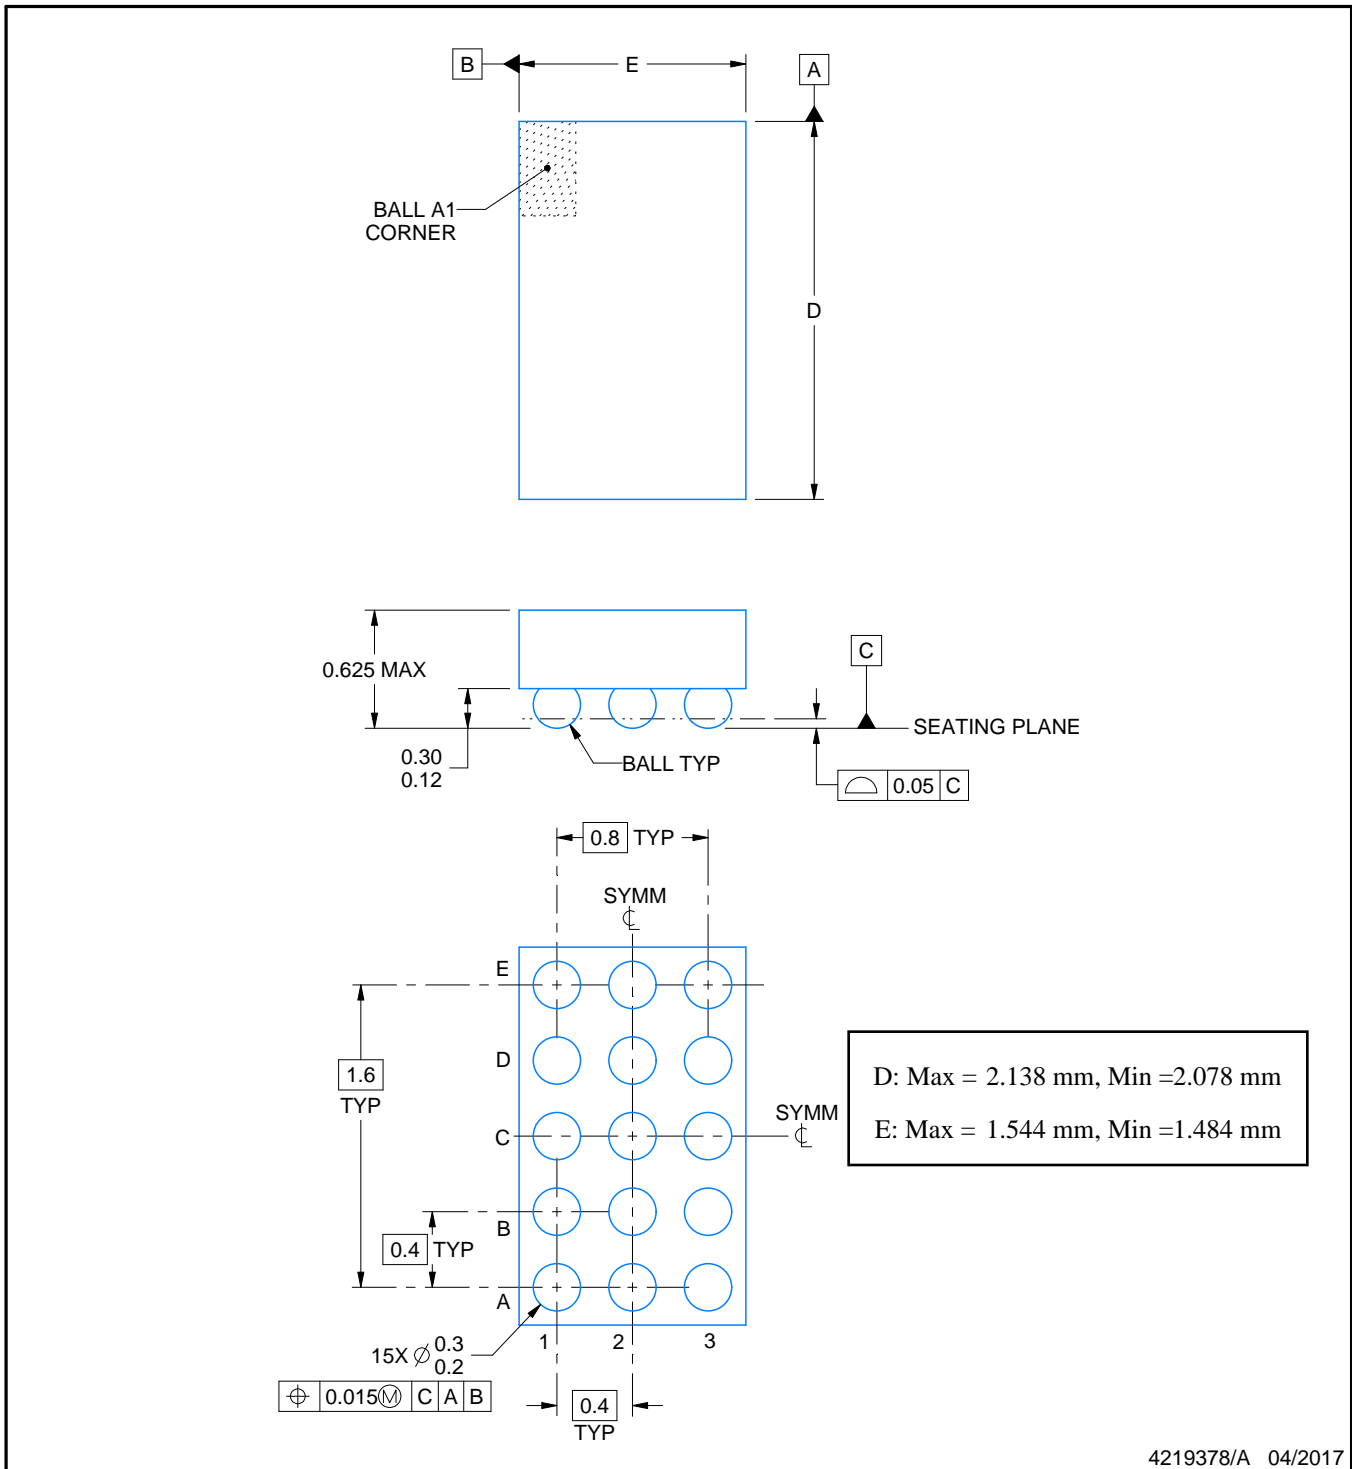 B
E
A
BALL A1
CORNER
D
0.625 MAX
C
SEATING PLANE
0.30
0.12
BALL TYP
0.05 C
0.8 TYP
SYMM
E
D
1.6
TYP
D: Max = 2.138 mm, Min =2.078 mm
SYMM
C
E: Max = 1.544 mm, Min =1.484 mm
B
0.4 TYP
A
1 2 3
15X ⌀ 0.3
0.2
⌖ 0.015Ⓜ C A B
0.4
TYP
4219378/A 04/2017